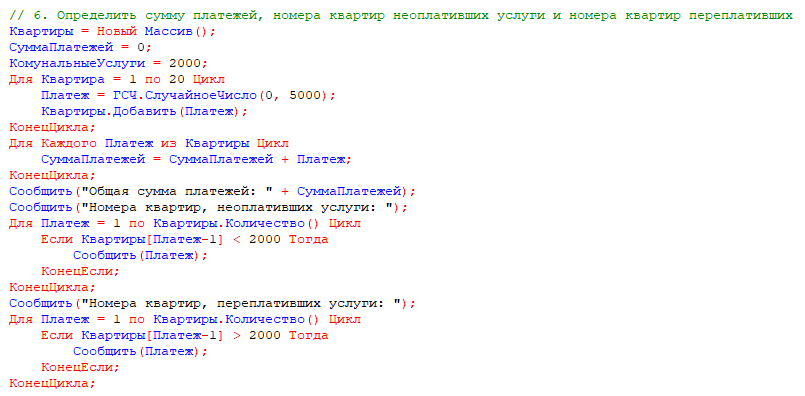 // 6. Определить сумму платежей, номера квартир неоплативших услуги и номера квартир переплативших
Квартиры = Новый Массив();
СуммаПлатежей = 0;
КомунальныеУслуги = 2000;
Для Квартира = 1 по 20 Цикл
    Платеж = ГСЧ.СлучайноеЧисло(0, 5000);
    Квартиры.Добавить(Платеж);
КонецЦикла;
Для Каждого Платеж из Квартиры Цикл
    СуммаПлатежей = СуммаПлатежей + Платеж;
КонецЦикла;
Сообщить("Общая сумма платежей: " + СуммаПлатежей);
Сообщить("Номера квартир, неоплативших услуги: ");
Для Платеж = 1 по Квартиры.Количество() Цикл
    Если Квартиры[Платеж-1] < 2000 Тогда
        Сообщить(Платеж);
    КонецЕсли;
КонецЦикла;
Сообщить("Номера квартир, переплативших услуги: ");
Для Платеж = 1 по Квартиры.Количество() Цикл
    Если Квартиры[Платеж-1] > 2000 Тогда
        Сообщить(Платеж);
    КонецЕсли;
КонецЦикла;